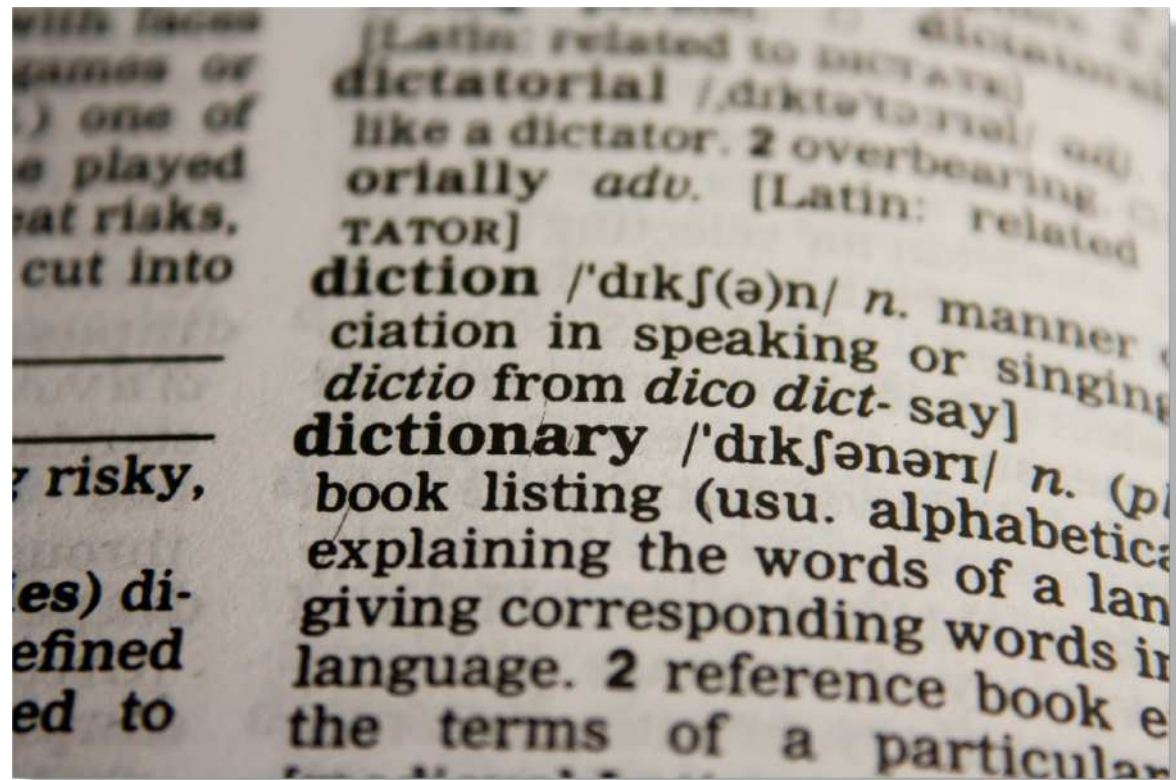 with faces
games or
.) one of
e played
eat risks,
cut into
risky,
es) di-
efined
ed to
[Latin: related to DICTATE]
dictatorial /ˌdɪktəˈtɔːrɪəl/ adj.
like a dictator. 2 overbearing.
orially adv. [Latin: related
TATOR]
diction /ˈdɪkʃ(ə)n/ n. manner
ciation in speaking or singing
dictio from dico dict- say]
dictionary /ˈdɪkʃənərɪ/ n. (pl
book listing (usu. alphabetica
explaining the words of a lan
giving corresponding words in
language. 2 reference book e
the terms of a particular